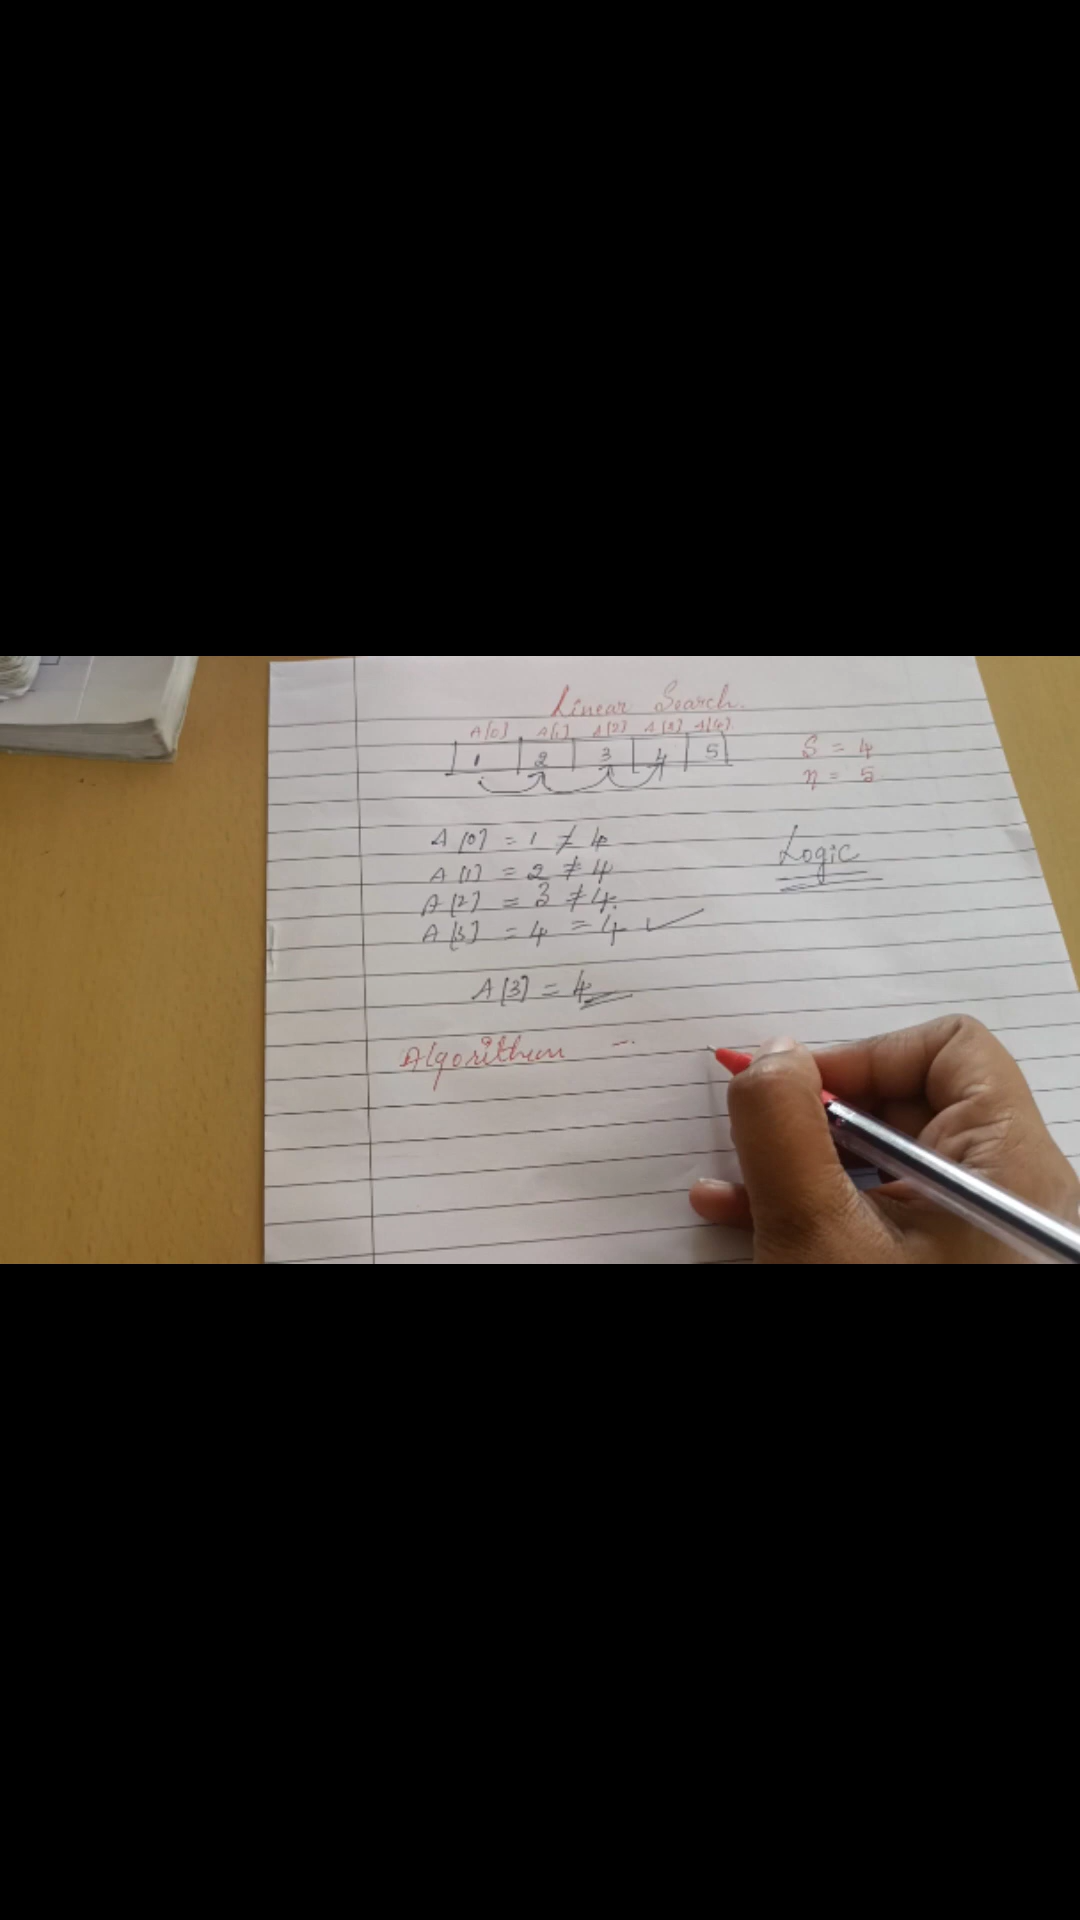 Linear Search.
A[0] A[1] A[2] A[3] A[4]
1 2 3 4 5
S = 4
n = 5
A[0] = 1 ≠ 4
A[1] = 2 ≠ 4
A[2] = 3 ≠ 4.
A[3] = 4 = 4 ✓
Logic
A[3] = 4
Algorithum -: